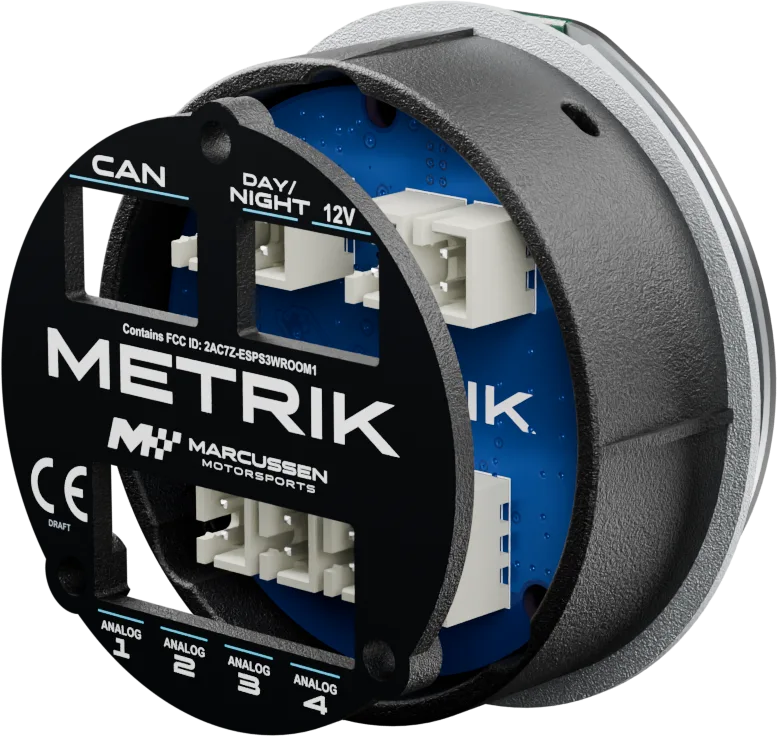 CAN
DAY/
NIGHT
12V
Contains FCC ID: 2AC7Z-ESPS3WROOM1
METRIK
IK
MARCUSSEN
MOTORSPORTS
CE
DRAFT
ANALOG
1
ANALOG
2
ANALOG
3
ANALOG
4